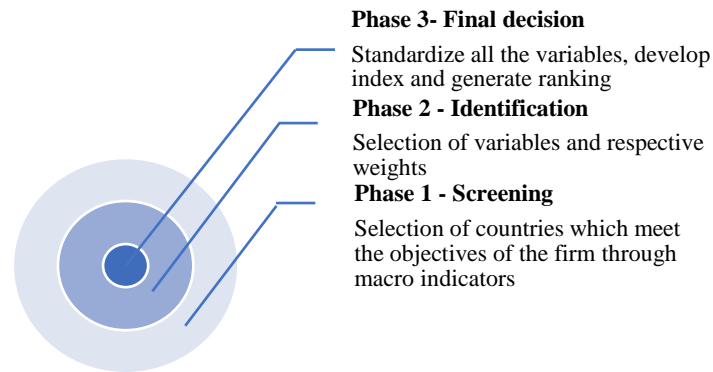 Phase 3- Final decision
Standardize all the variables, develop
index and generate ranking
Phase 2 - Identification
Selection of variables and respective
weights
Phase 1 - Screening
Selection of countries which meet
the objectives of the firm through
macro indicators